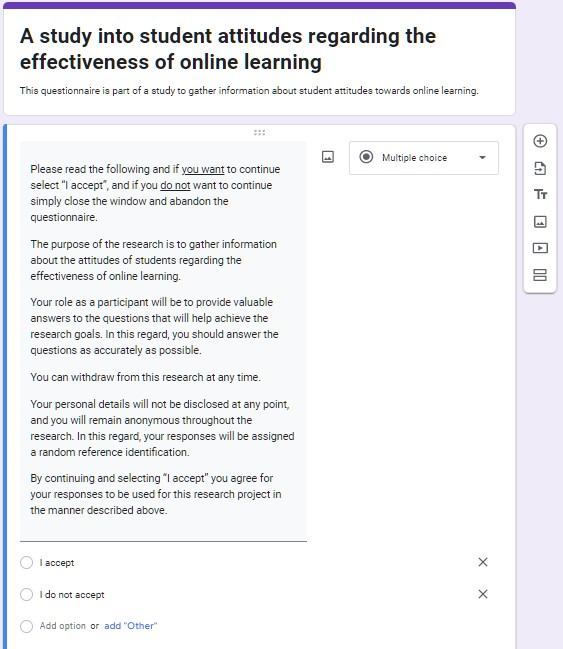 A study into student attitudes regarding the
effectiveness of online learning
This questionnaire is part of a study to gather information about student attitudes towards online learning.
Please read the following and if you want to continue
select "I accept", and if you do not want to continue
simply close the window and abandon the
questionnaire.
The purpose of the research is to gather information
about the attitudes of students regarding the
effectiveness of online learning.
Your role as a participant will be to provide valuable
answers to the questions that will help achieve the
research goals. In this regard, you should answer the
questions as accurately as possible.
You can withdraw from this research at any time.
Your personal details will not be disclosed at any point,
and you will remain anonymous throughout the
research. In this regard, your responses will be assigned
a random reference identification.
By continuing and selecting "I accept" you agree for
your responses to be used for this research project in
the manner described above.
Multiple choice
Tт
I accept
I do not accept
Add option or add "Other"